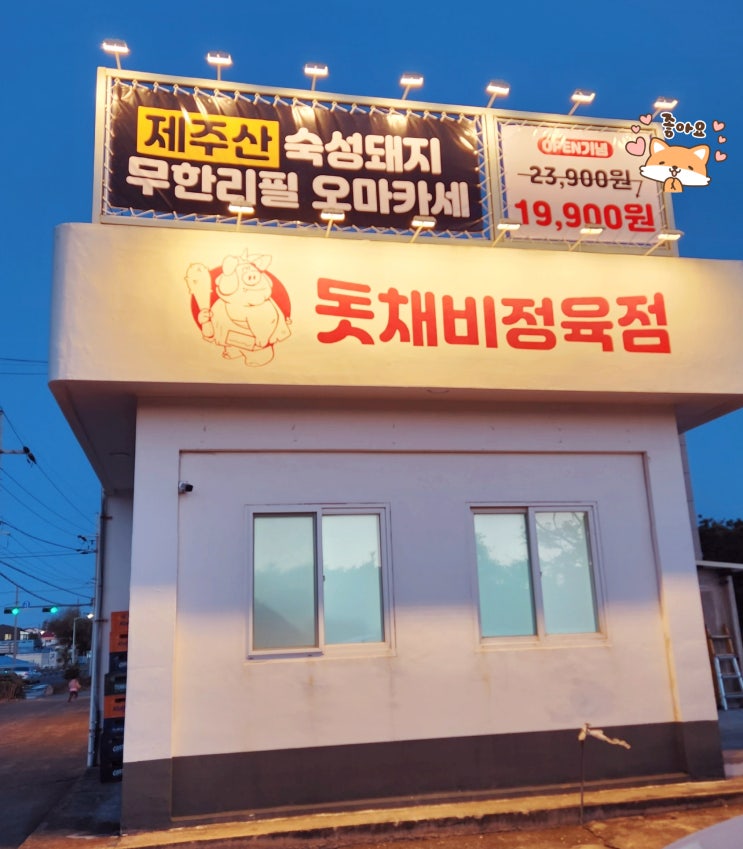 제주산 숙성돼지
무한리필 오마카세
OPEN기념
23,900원
19,900원
좋아요
돗채비정육점